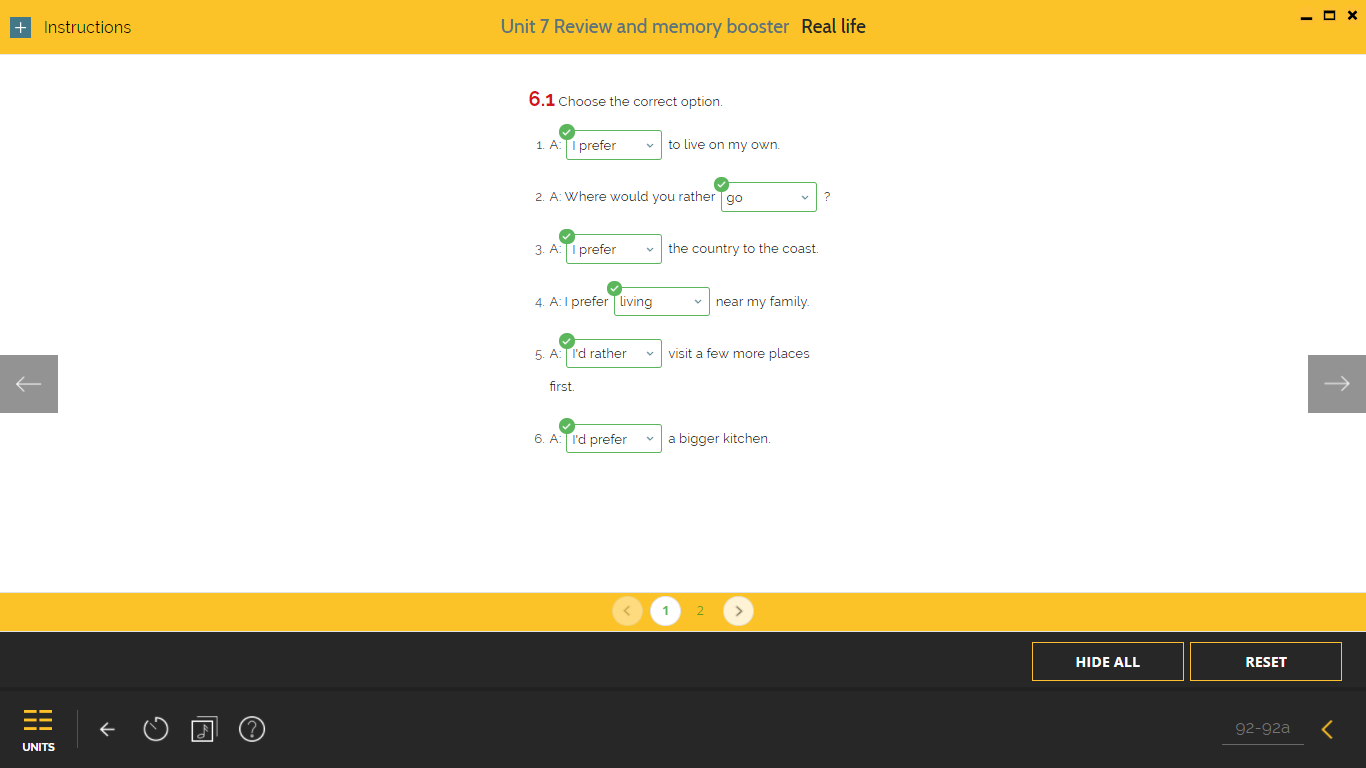 + Instructions
Unit 7 Review and memory booster Real life
6.1 Choose the correct option.
1. A: I prefer to live on my own.
2. A: Where would you rather go ?
3. A: I prefer the country to the coast.
4. A: I prefer living near my family.
5. A: I'd rather visit a few more places
first.
6. A: I'd prefer a bigger kitchen.
< 1 2 >
HIDE ALL RESET
UNITS
?
92-92a